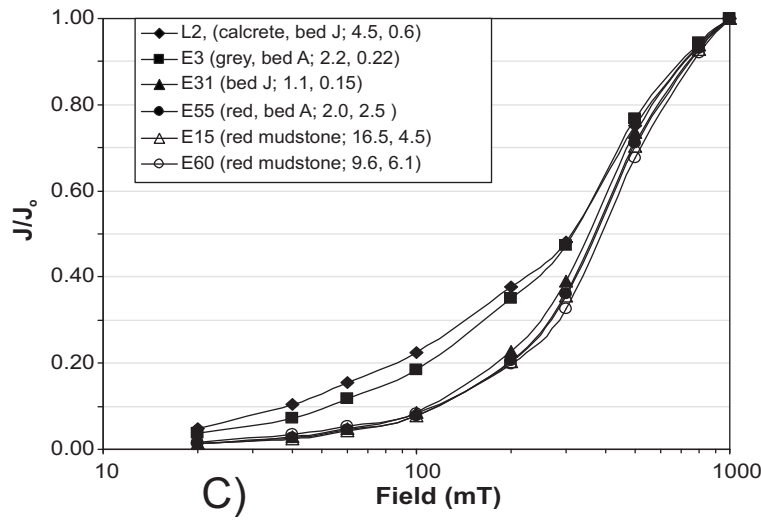 L2, (calcrete, bed J; 4.5, 0.6)
E3 (grey, bed A; 2.2, 0.22)
E31 (bed J; 1.1, 0.15)
E55 (red, bed A; 2.0, 2.5 )
E15 (red mudstone; 16.5, 4.5)
E60 (red mudstone; 9.6, 6.1)
1.00
0.80
0.60
0.40
0.20
0.00
J/J₀
10
100
1000
C)
Field (mT)